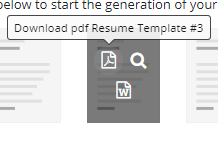 below to start the generation of your
Download pdf Resume Template #3